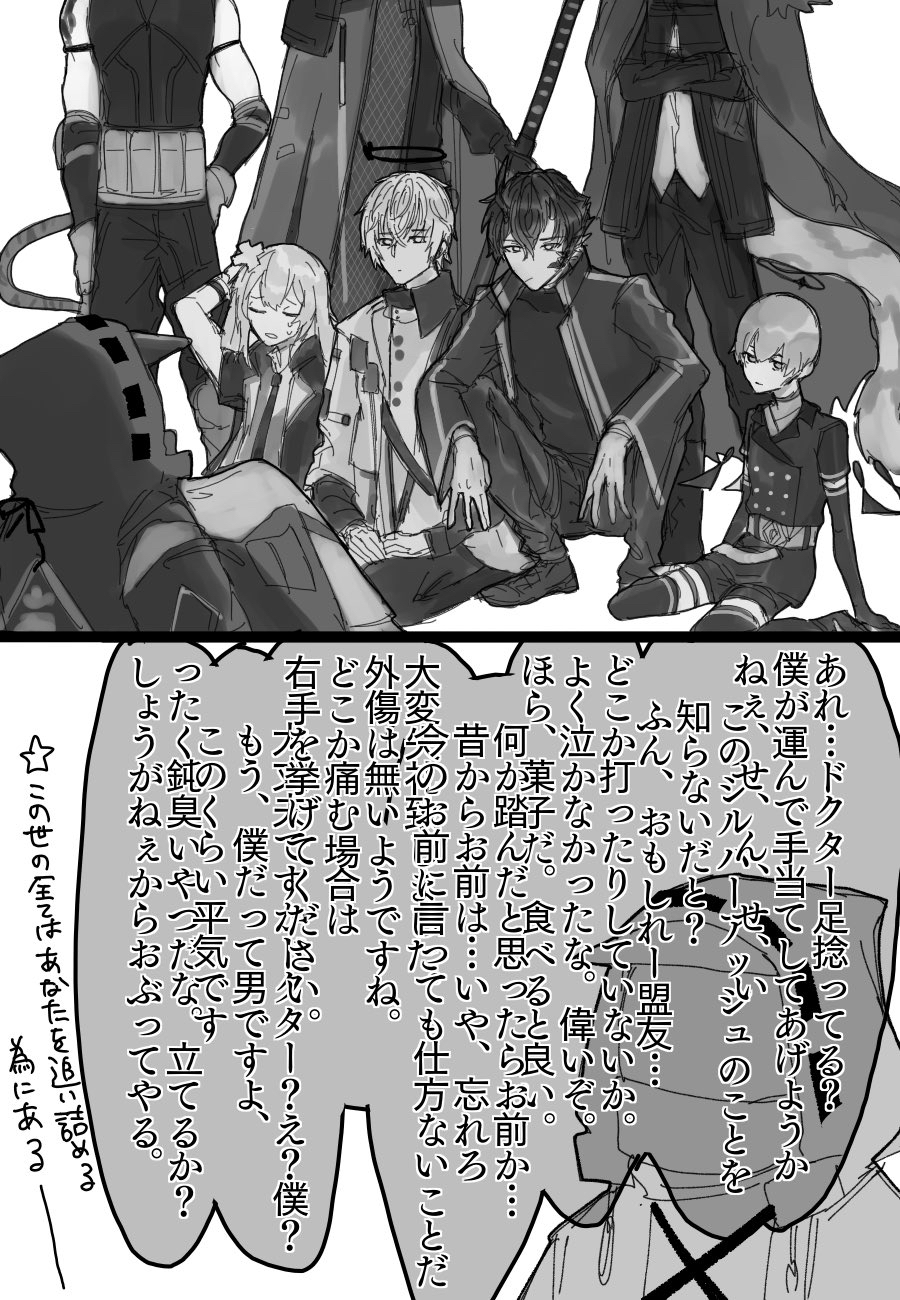 あれ…ドクター足捻ってる?
僕が運んで手当てしてあげようか
ねぇ、せ、ん、せ、い
このシルバーアッシュのことを
知らないだと?
ふん、おもしれー盟友…
どこか打ったりしていないか。
よく泣かなかったな。偉いぞ。
ほら、菓子だ。食べると良い。
何か踏んだと思ったらお前か…
昔からお前は…いや、忘れろ
今のお前に言っても仕方ないことだ
大変
外傷は無いようですね。
どこか痛む場合は
右手を挙げてください。
ター?え?僕?
もう、僕だって男ですよ、
このくらい平気です
ったく鈍臭いやつだな。立てるか?
しょうがねぇからおぶってやる。
☆この世の全てはあなたを追い詰める
為にある